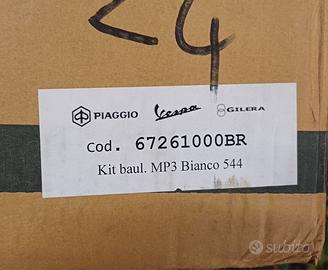 24
PIAGGIO Vespa GILERA
Cod. 67261000BR
Kit baul. MP3 Bianco 544
subito